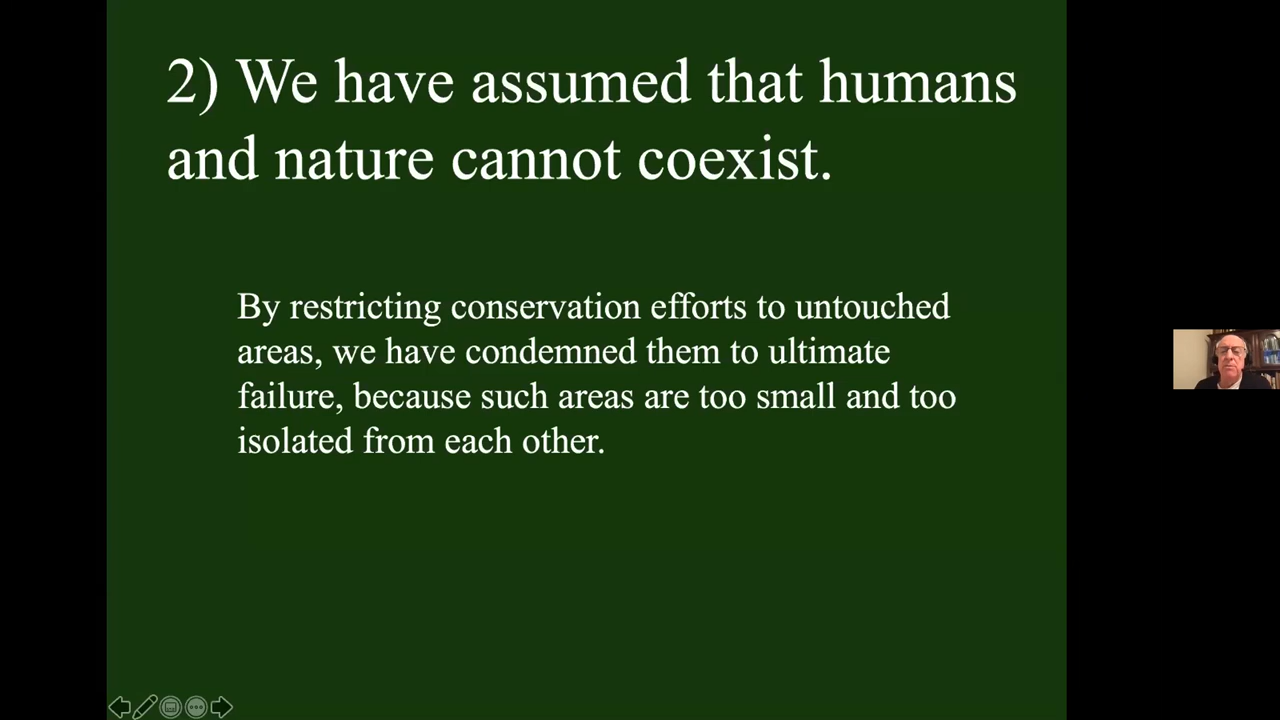 2) We have assumed that humans
and nature cannot coexist.
By restricting conservation efforts to untouched
areas, we have condemned them to ultimate
failure, because such areas are too small and too
isolated from each other.